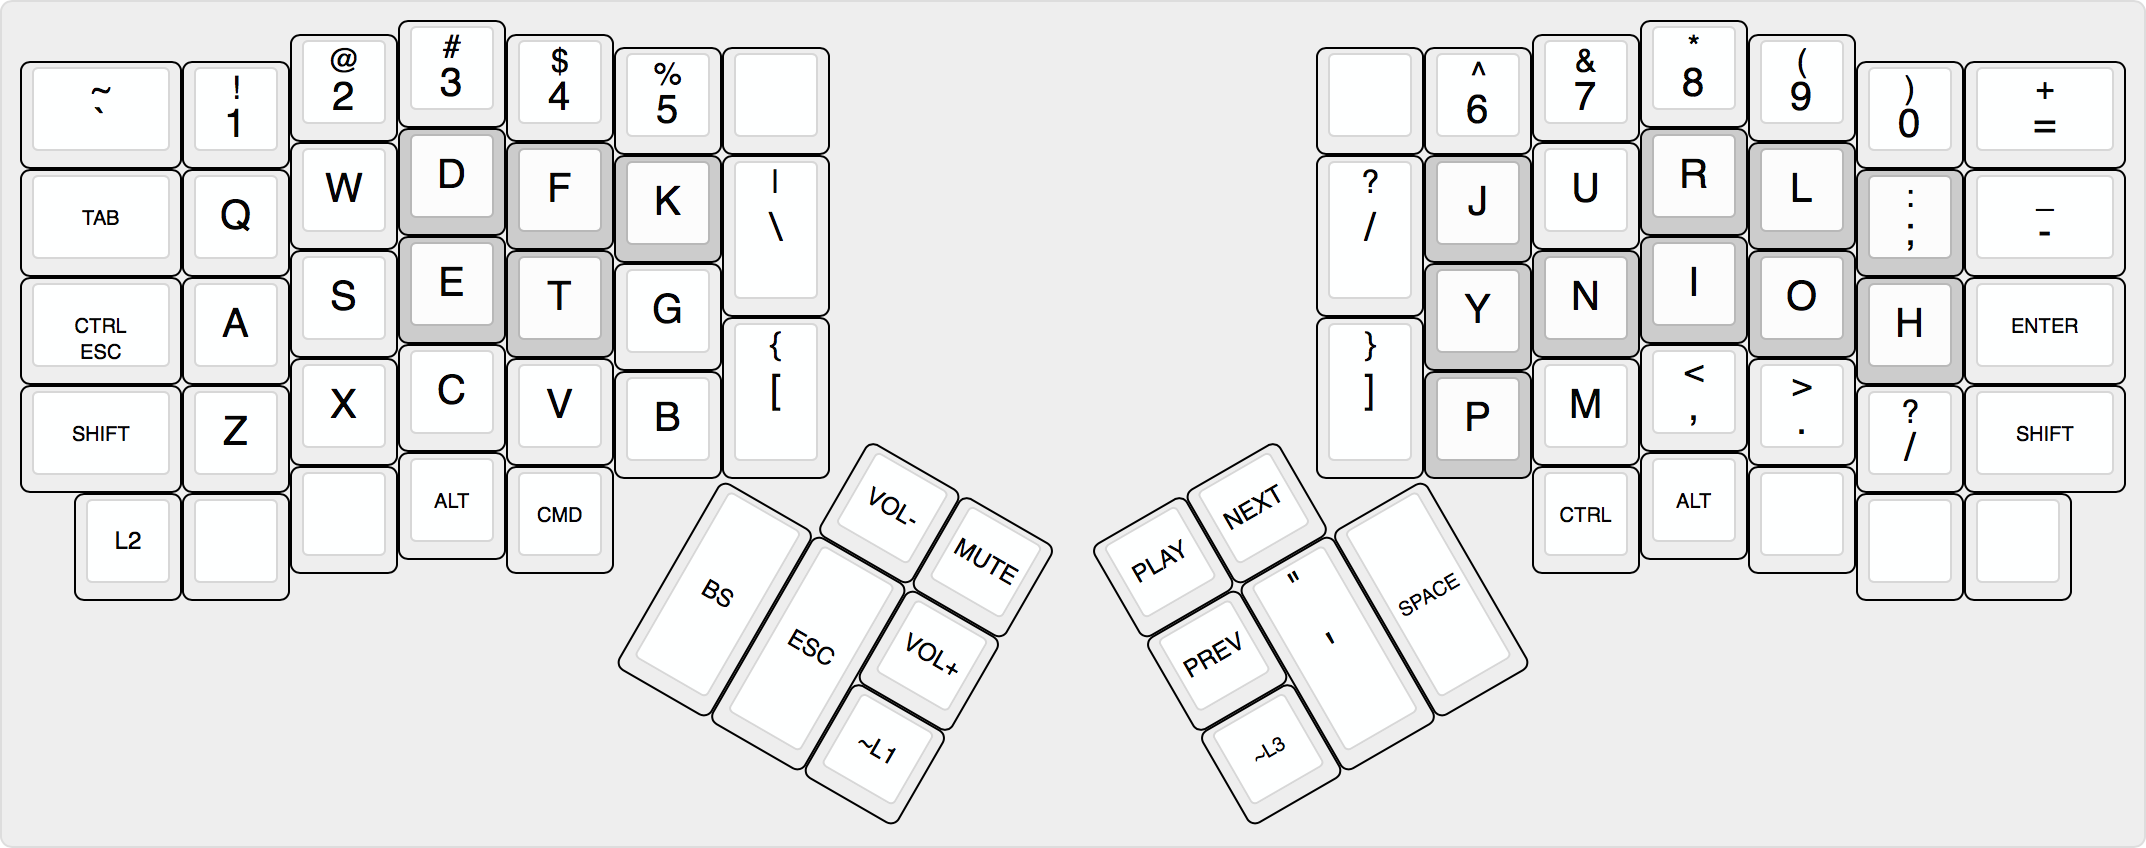 ~
`
!
1
@
2
#
3
$
4
%
5
TAB
Q
W
D
F
K
|
\
CTRL
ESC
A
S
E
T
G
{
[
SHIFT
Z
X
C
V
B
L2
ALT
CMD
VOL-
MUTE
BS
ESC
VOL+
~L1
^
6
&
7
*
8
(
9
)
0
+
=
?
/
J
U
R
L
:
;
_
-
Y
N
I
O
H
ENTER
}
]
P
M
<
,
>
.
?
/
SHIFT
CTRL
ALT
NEXT
PLAY
PREV
"
'
SPACE
~L3